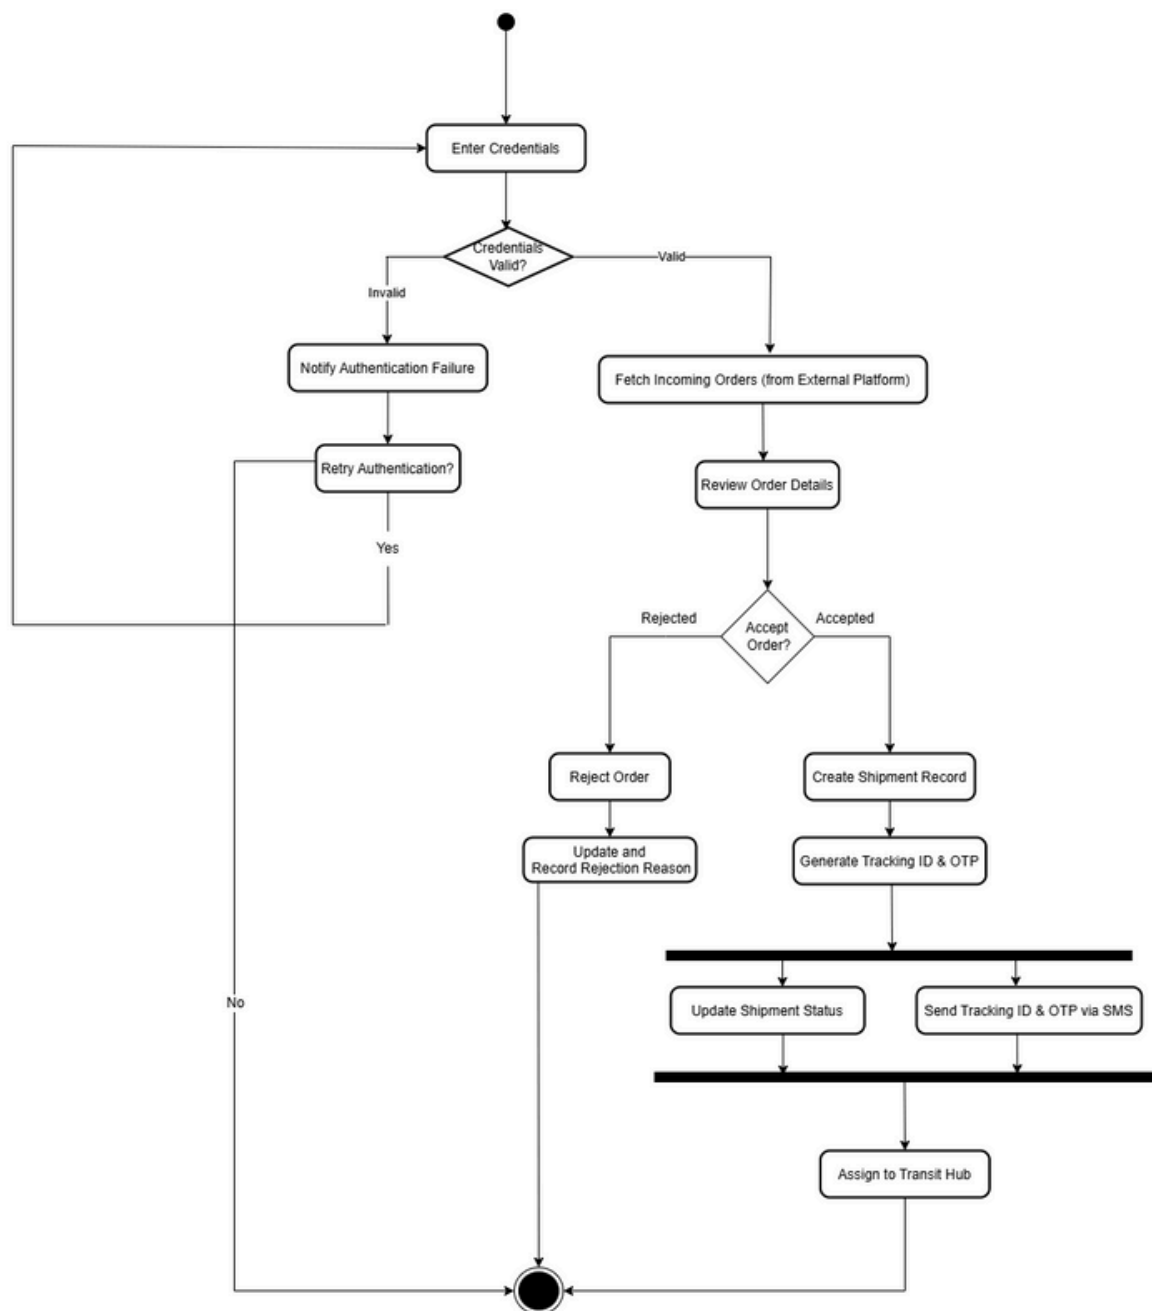 Enter Credentials
Credentials
Valid?
Valid
Invalid
Notify Authentication Failure
Fetch Incoming Orders (from External Platform)
Retry Authentication?
Review Order Details
Yes
Rejected
Accept
Order?
Accepted
Reject Order
Create Shipment Record
Update and
Record Rejection Reason
Generate Tracking ID & OTP
No
Update Shipment Status
Send Tracking ID & OTP via SMS
Assign to Transit Hub